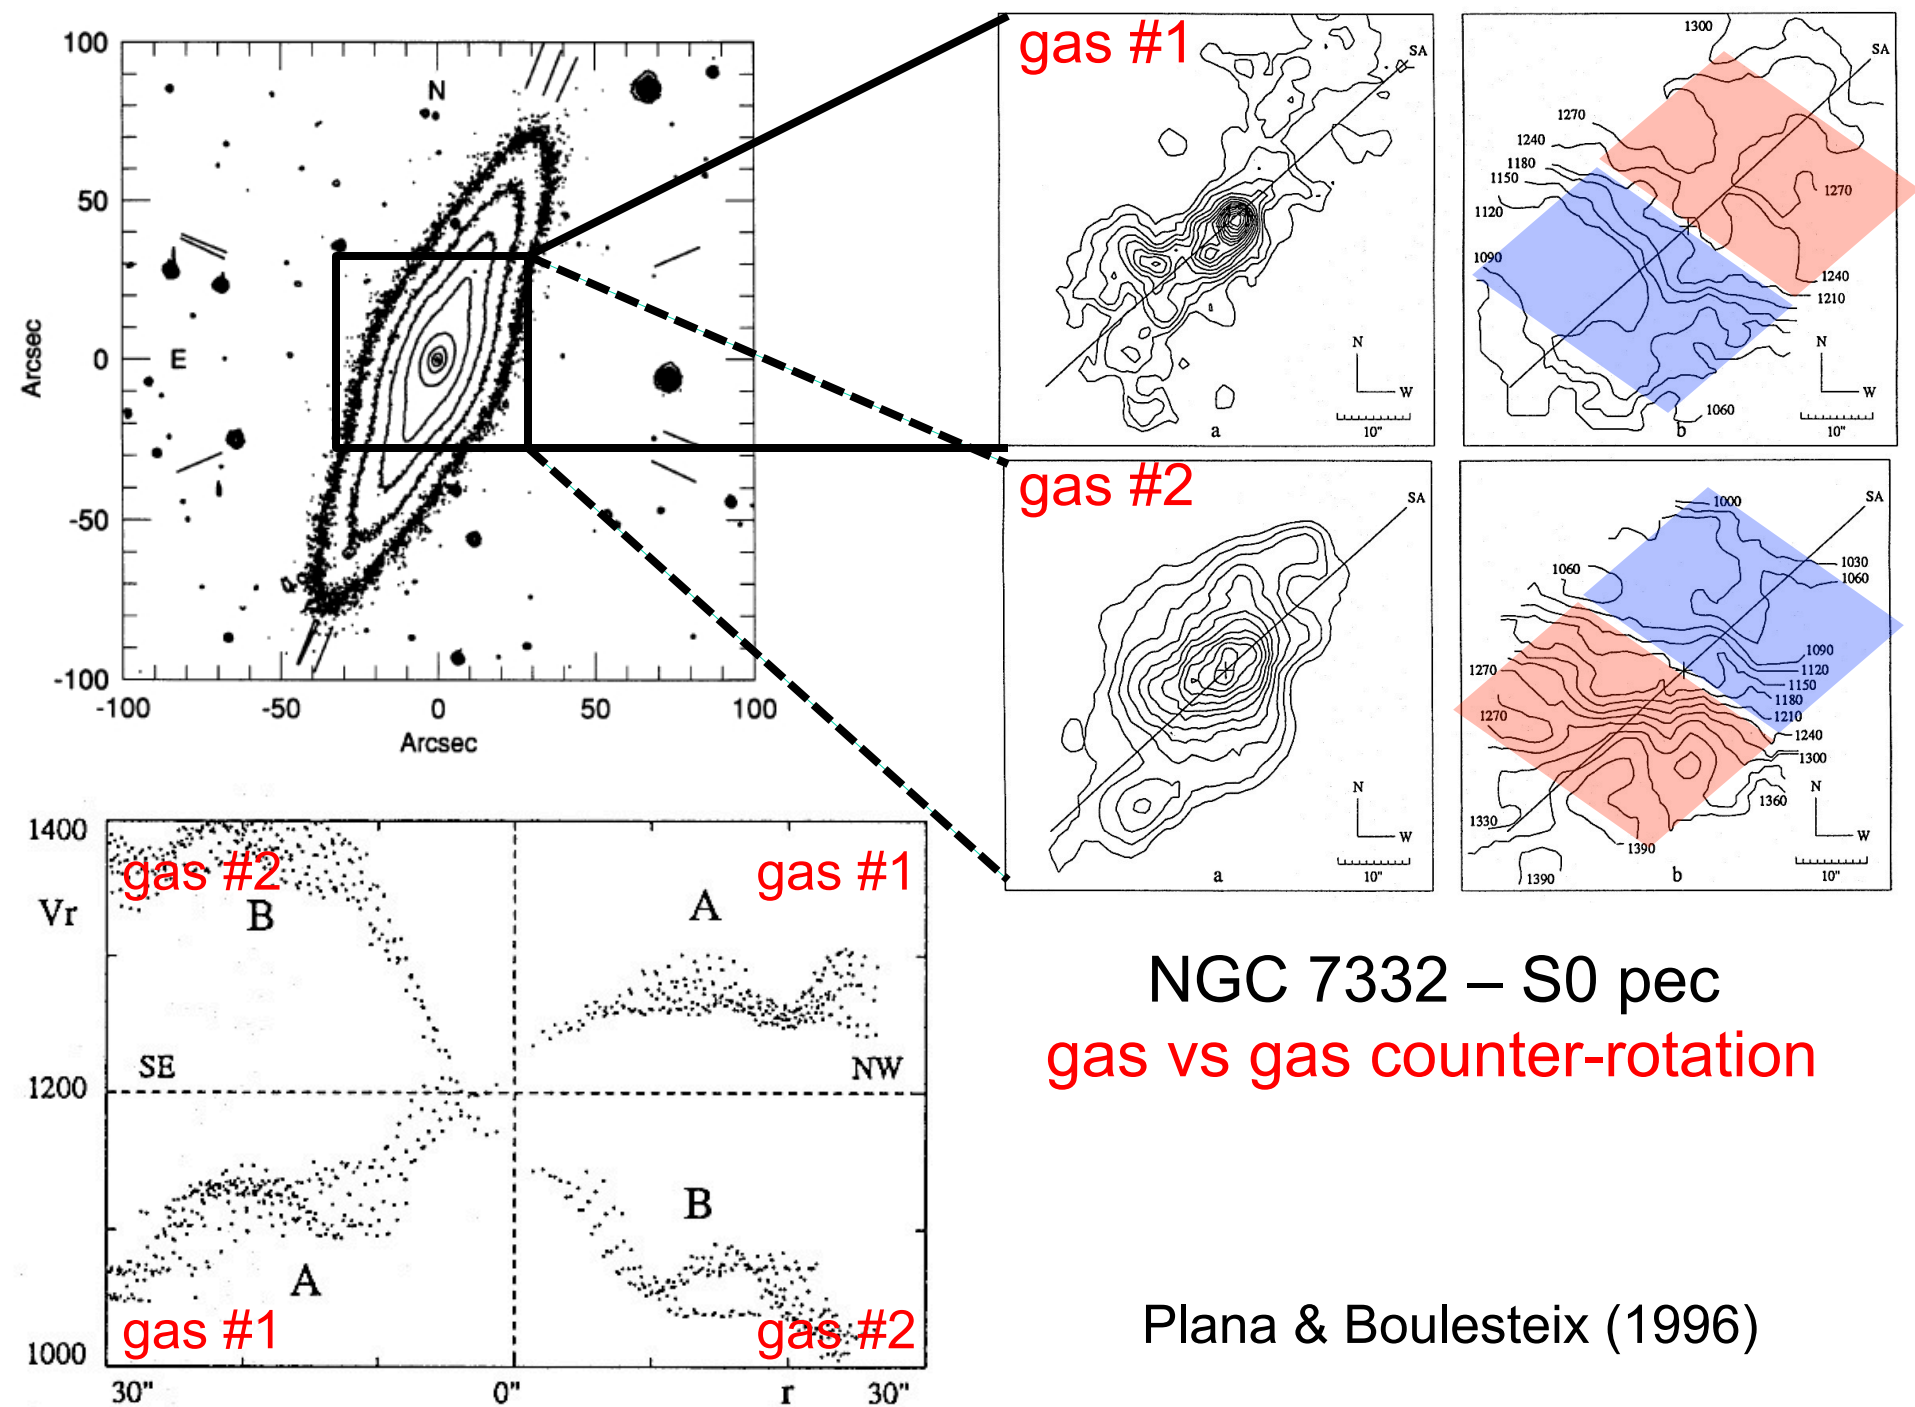 100
50
0
-50
-100
Arcsec
N
E
-100
-50
0
50
100
Arcsec
gas #1
SA
N
W
10"
a
1300
SA
1270
1240
1180
1150
1120
1090
1270
1240
1210
1060
N
W
10"
b
gas #2
SA
N
W
10"
a
1000
SA
1030
1060
1060
1090
1120
1150
1180
1210
1240
1270
1270
1300
1360
1330
1390
1390
N
W
10"
b
1400
Vr
1200
1000
gas #2
B
gas #1
A
SE
NW
A
gas #1
B
gas #2
30"
0"
r
30"
NGC 7332 – S0 pec
gas vs gas counter-rotation
Plana & Boulesteix (1996)